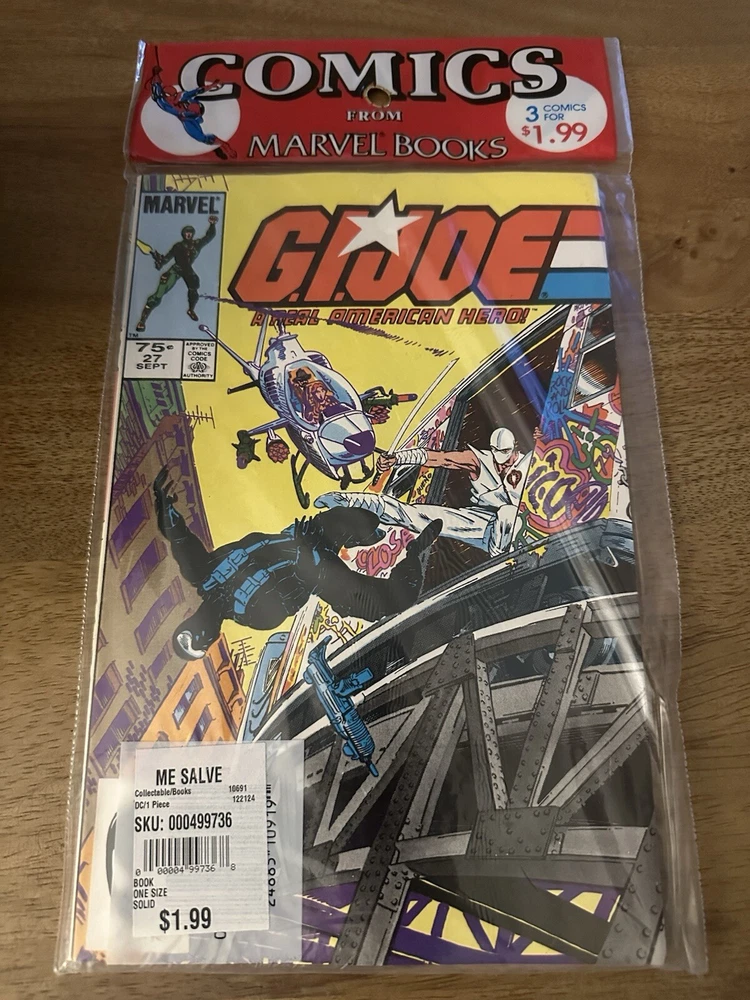 COMICS
FROM
MARVEL BOOKS
3 COMICS
FOR
$1.99
MARVEL®
TM
75¢
27
SEPT
APPROVED
BY THE
COMICS
CODE
AUTHORITY
G.I.JOE
A REAL AMERICAN HERO!™
ME SALVE
Collectable/Books 10691
DC/1 Piece 122124
SKU: 000499736
0 00004 99736 8
BOOK
ONE SIZE
SOLID
$1.99